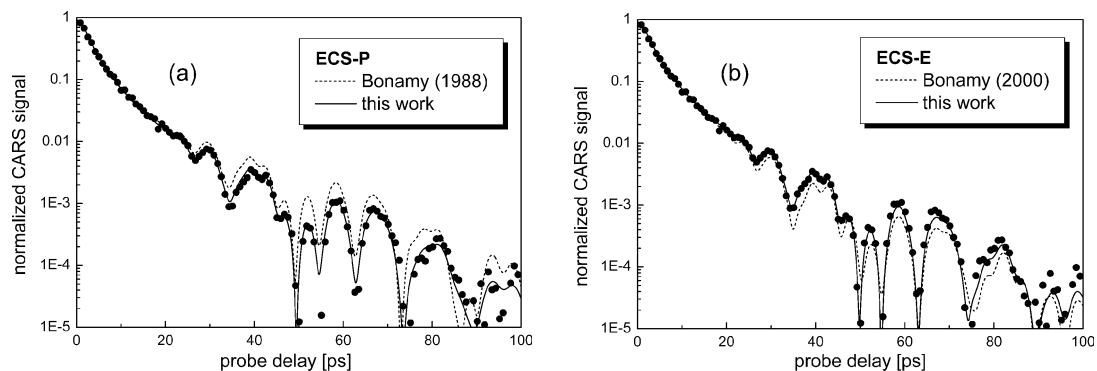 1
0.1
0.01
1E-3
1E-4
1E-5
normalized CARS signal
0
20
40
60
80
100
probe delay [ps]
(a)
ECS-P
Bonamy (1988)
this work
1
0.1
0.01
1E-3
1E-4
1E-5
normalized CARS signal
0
20
40
60
80
100
probe delay [ps]
(b)
ECS-E
Bonamy (2000)
this work